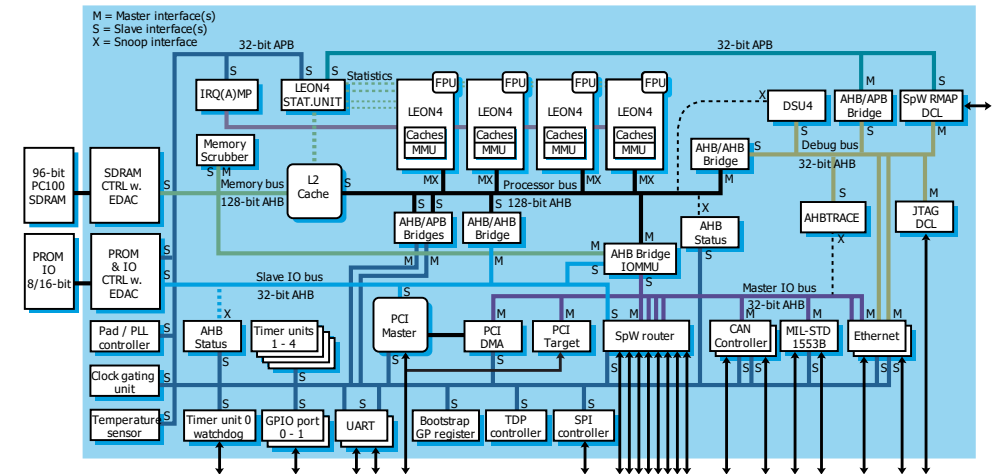 M = Master interface(s)
S = Slave interface(s)
X = Snoop interface
32-bit APB
32-bit APB
S
S
S
Statistics
FPU
FPU
FPU
FPU
M
S
IRQ(A)MP
LEON4
STAT.UNIT
LEON4
LEON4
LEON4
LEON4
X
DSU4
AHB/APB
Bridge
SpW RMAP
DCL
Caches
MMU
Caches
MMU
Caches
MMU
Caches
MMU
S
S
M
Memory
Scrubber
AHB/AHB
Bridge
S
Debug bus
32-bit AHB
96-bit
PC100
SDRAM
SDRAM
CTRL w.
EDAC
S
S
M
Memory bus
128-bit AHB
L2
Cache
S
MX
MX
MX
MX
Processor bus
128-bit AHB
M
S
M
S
S
S
X
AHB/APB
Bridges
AHB/AHB
Bridge
AHB
Status
AHBTRACE
JTAG
DCL
PROM
IO
8/16-bit
PROM
& IO
CTRL w.
EDAC
S
S
M
M
M
M
M
S
AHB Bridge
IOMMU
S
S
X
Slave IO bus
32-bit AHB
S
Master IO bus
32-bit AHB
Pad / PLL
controller
S
X
AHB
Status
Timer units
1 - 4
PCI
Master
M
PCI
DMA
M
PCI
Target
S
M
SpW router
M
CAN
Controller
M
MIL-STD
1553B
M
M
Ethernet
S
S
S
S
S
S
S
S
S
S
S
Clock gating
unit
S
S
S
S
S
S
S
S
Temperature
sensor
S
Timer unit 0
watchdog
GPIO port
0 - 1
UART
Bootstrap
GP register
TDP
controller
SPI
controller